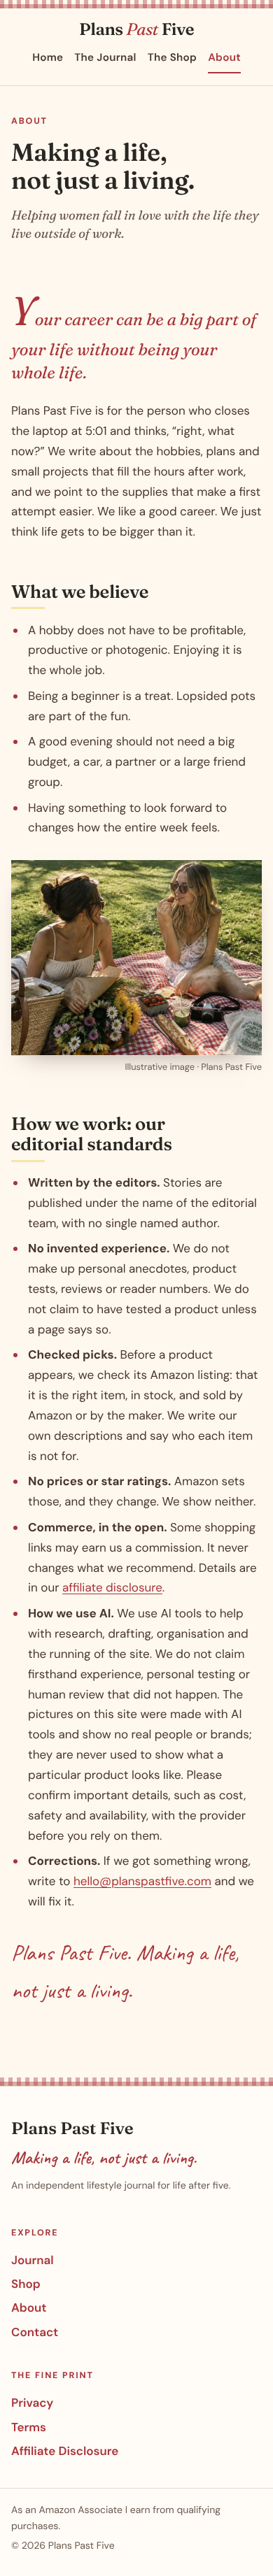 Plans Past Five
Home The Journal The Shop About
ABOUT
Making a life,
not just a living.
Helping women fall in love with the life they
live outside of work.
Your career can be a big part of
your life without being your
whole life.
Plans Past Five is for the person who closes
the laptop at 5:01 and thinks, “right, what
now?” We write about the hobbies, plans and
small projects that fill the hours after work,
and we point to the supplies that make a first
attempt easier. We like a good career. We just
think life gets to be bigger than it.
What we believe
A hobby does not have to be profitable,
productive or photogenic. Enjoying it is
the whole job.
Being a beginner is a treat. Lopsided pots
are part of the fun.
A good evening should not need a big
budget, a car, a partner or a large friend
group.
Having something to look forward to
changes how the entire week feels.
Illustrative image · Plans Past Five
How we work: our
editorial standards
Written by the editors. Stories are
published under the name of the editorial
team, with no single named author.
No invented experience. We do not
make up personal anecdotes, product
tests, reviews or reader numbers. We do
not claim to have tested a product unless
a page says so.
Checked picks. Before a product
appears, we check its Amazon listing: that
it is the right item, in stock, and sold by
Amazon or by the maker. We write our
own descriptions and say who each item
is not for.
No prices or star ratings. Amazon sets
those, and they change. We show neither.
Commerce, in the open. Some shopping
links may earn us a commission. It never
changes what we recommend. Details are
in our affiliate disclosure.
How we use AI. We use AI tools to help
with research, drafting, organisation and
the running of the site. We do not claim
firsthand experience, personal testing or
human review that did not happen. The
pictures on this site were made with AI
tools and show no real people or brands;
they are never used to show what a
particular product looks like. Please
confirm important details, such as cost,
safety and availability, with the provider
before you rely on them.
Corrections. If we got something wrong,
write to hello@planspastfive.com and we
will fix it.
Plans Past Five. Making a life,
not just a living.
Plans Past Five
Making a life, not just a living.
An independent lifestyle journal for life after five.
EXPLORE
Journal
Shop
About
Contact
THE FINE PRINT
Privacy
Terms
Affiliate Disclosure
As an Amazon Associate I earn from qualifying
purchases.
© 2026 Plans Past Five